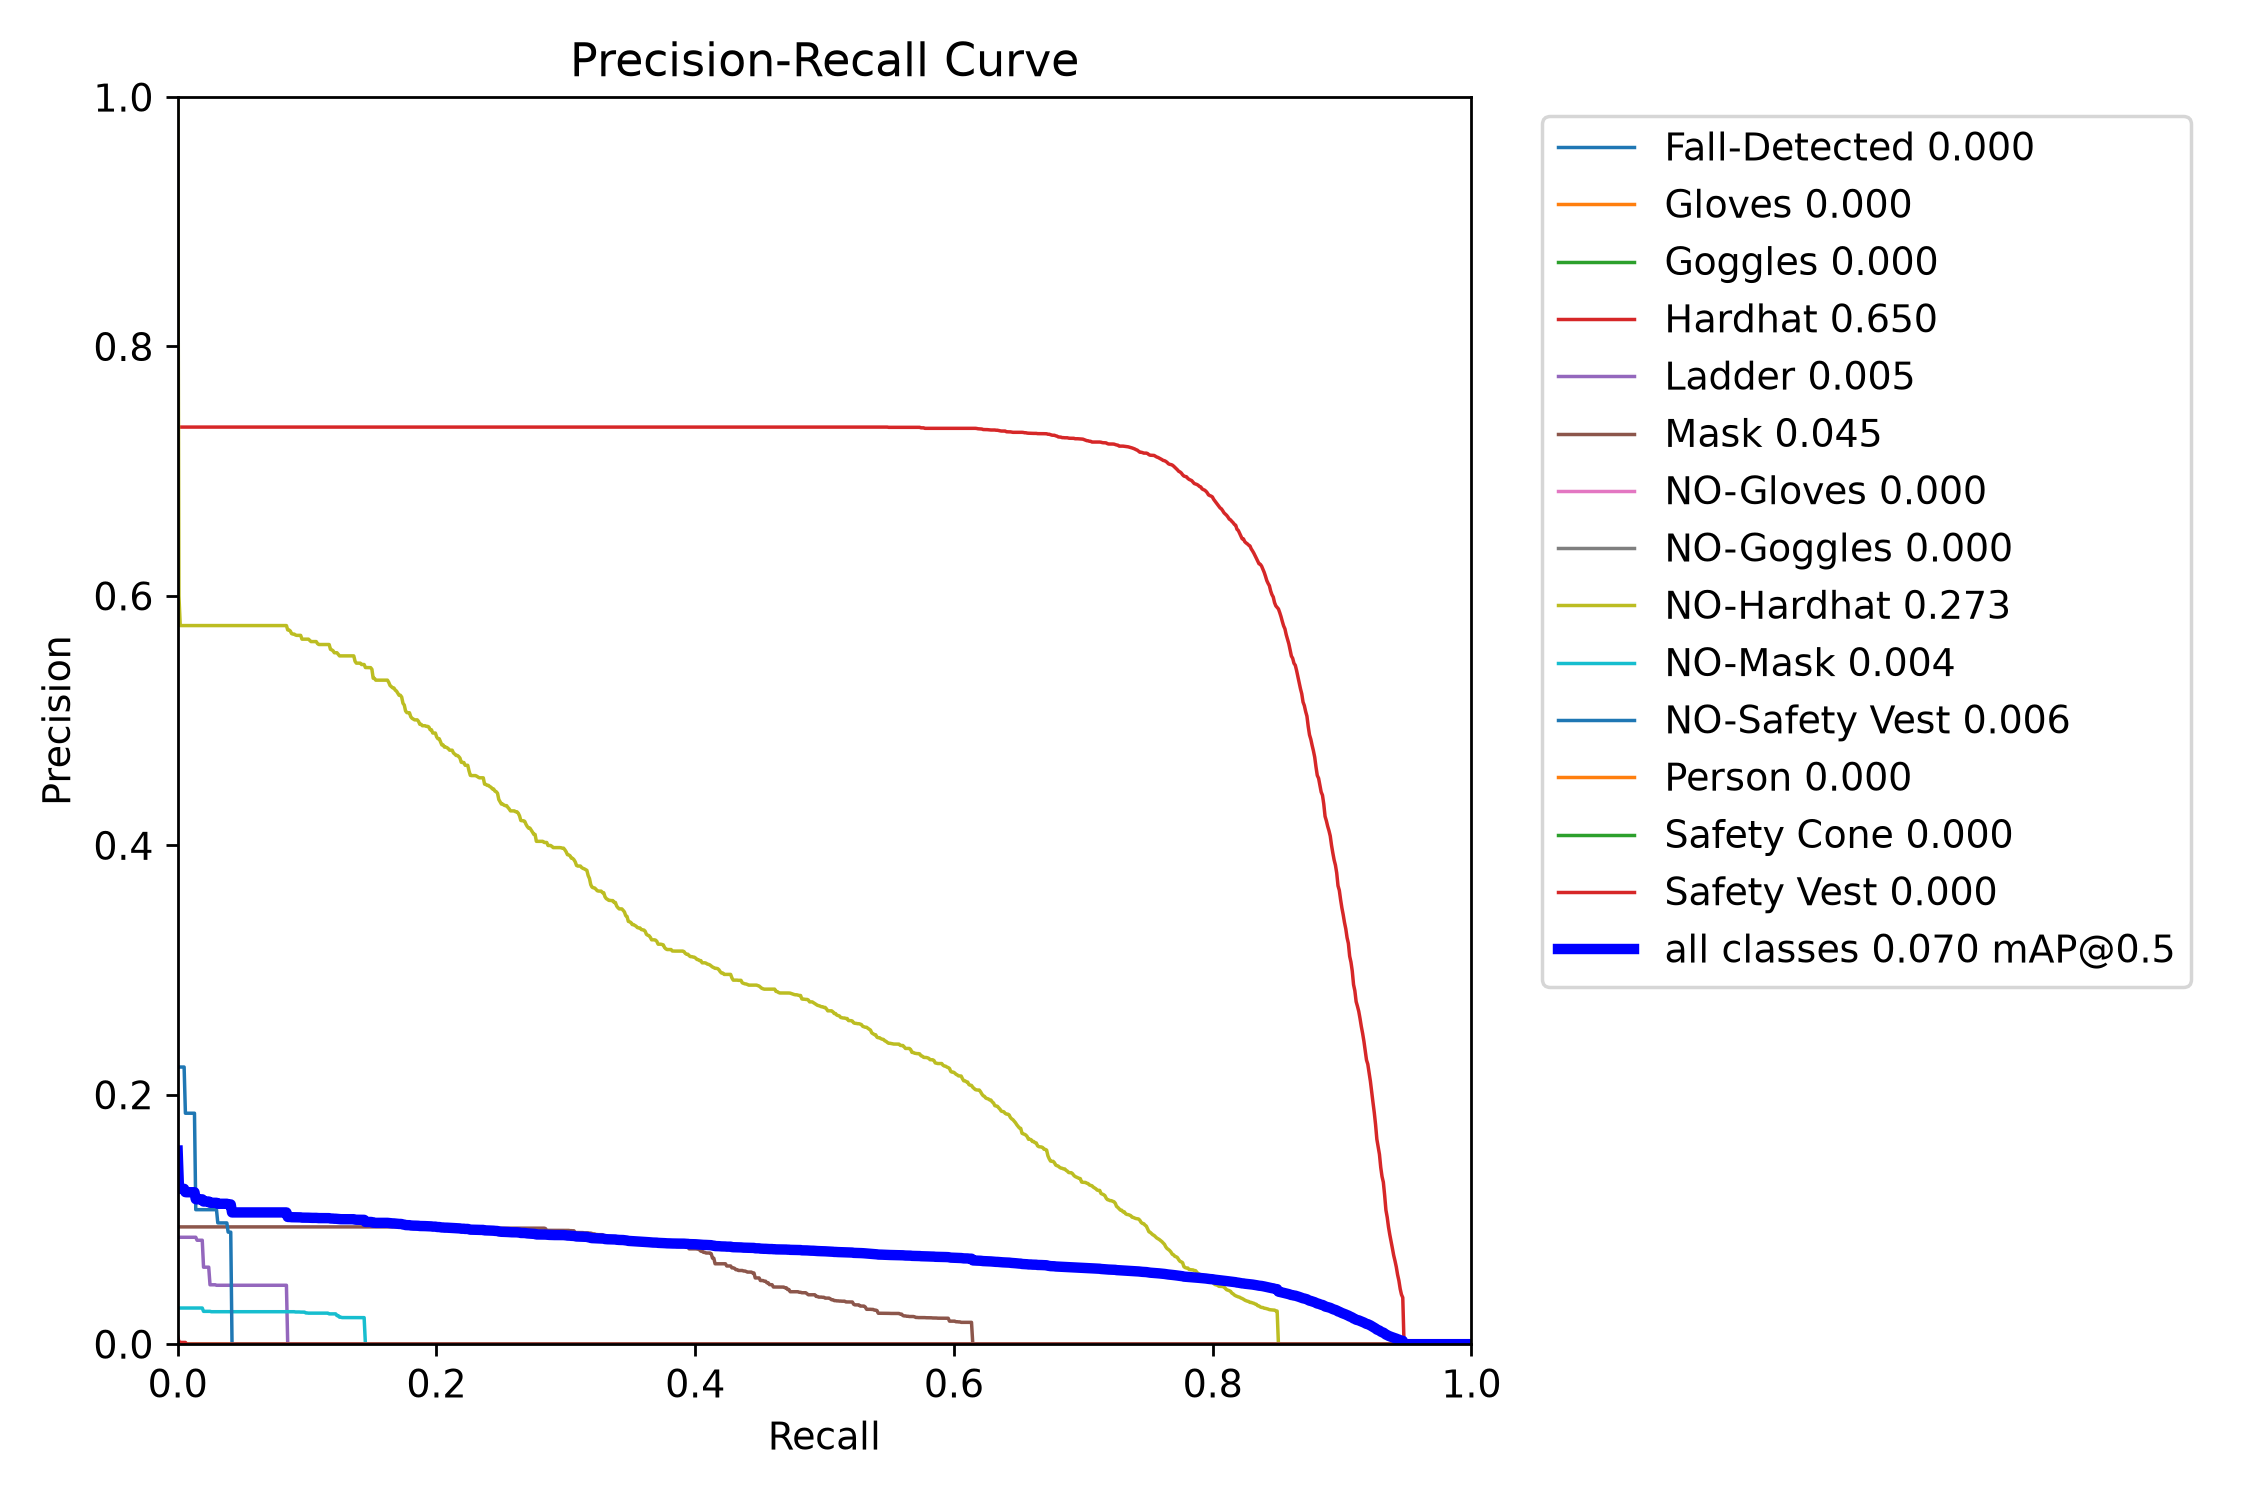 Precision-Recall Curve
1.0
0.8
0.6
0.4
0.2
0.0
Precision
0.0 0.2 0.4 0.6 0.8 1.0
Recall
Fall-Detected 0.000
Gloves 0.000
Goggles 0.000
Hardhat 0.650
Ladder 0.005
Mask 0.045
NO-Gloves 0.000
NO-Goggles 0.000
NO-Hardhat 0.273
NO-Mask 0.004
NO-Safety Vest 0.006
Person 0.000
Safety Cone 0.000
Safety Vest 0.000
all classes 0.070 mAP@0.5